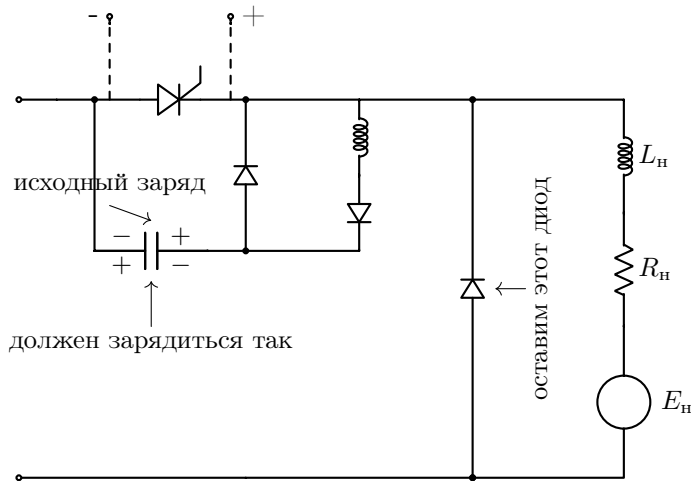 - +
исходный заряд
− +
+ −
должен зарядиться так
оставим этот диод
Lн
Rн
Eн